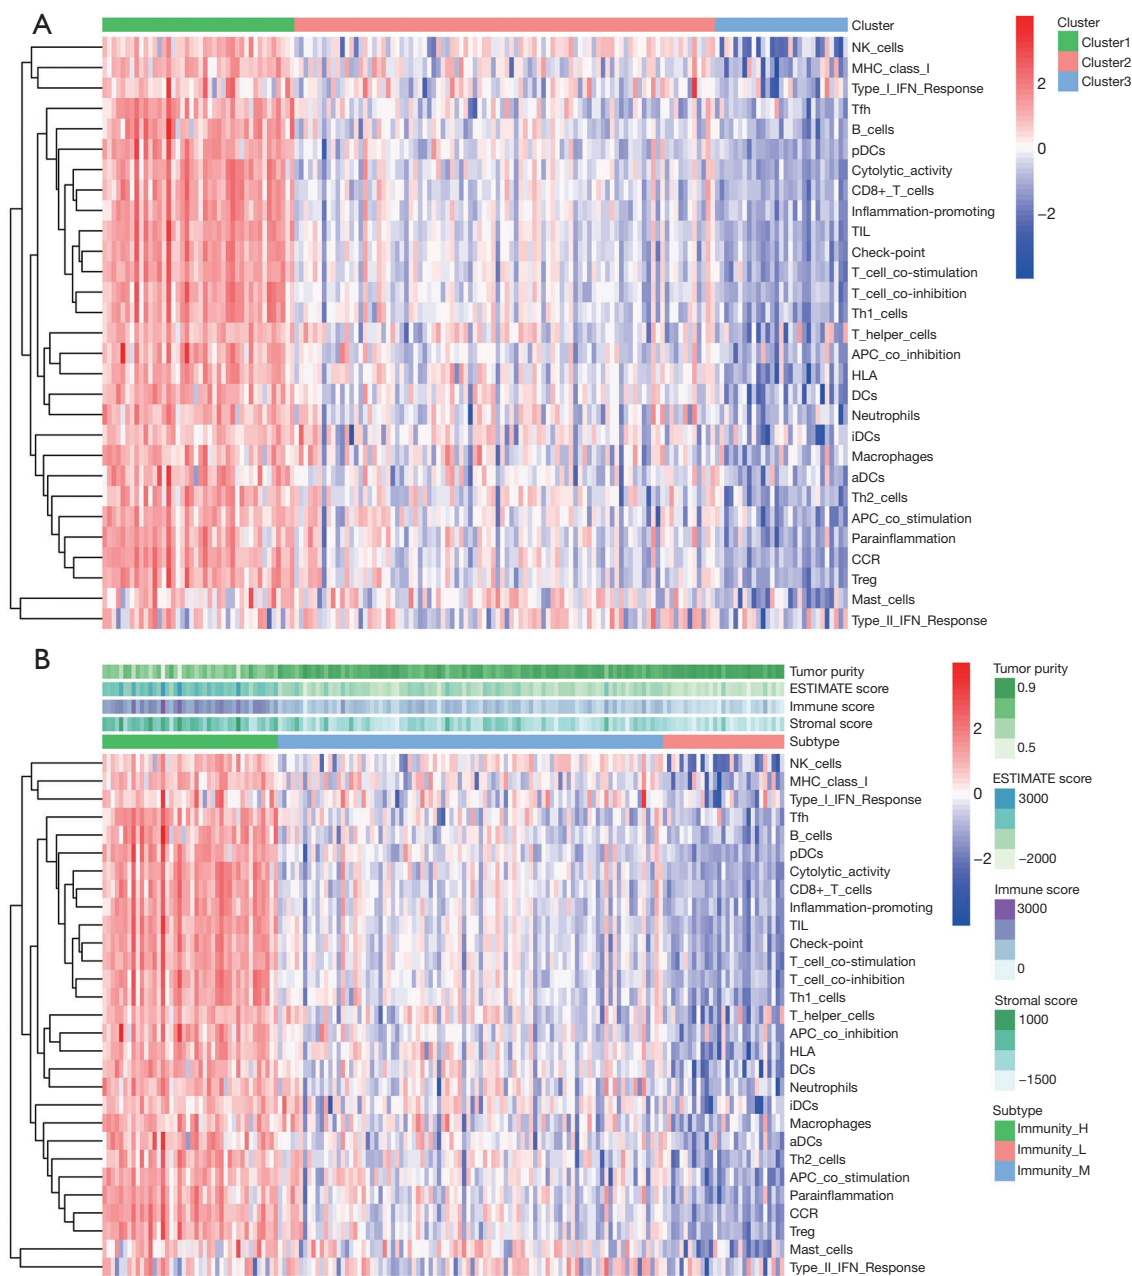 A
Cluster
NK_cells
MHC_class_I
Type_I_IFN_Response
Tfh
B_cells
pDCs
Cytolytic_activity
CD8+_T_cells
Inflammation-promoting
TIL
Check-point
T_cell_co-stimulation
T_cell_co-inhibition
Th1_cells
T_helper_cells
APC_co_inhibition
HLA
DCs
Neutrophils
iDCs
Macrophages
aDCs
Th2_cells
APC_co_stimulation
Parainflammation
CCR
Treg
Mast_cells
Type_II_IFN_Response
2
0
−2
Cluster
Cluster1
Cluster2
Cluster3
B
Tumor purity
ESTIMATE score
Immune score
Stromal score
Subtype
NK_cells
MHC_class_I
Type_I_IFN_Response
Tfh
B_cells
pDCs
Cytolytic_activity
CD8+_T_cells
Inflammation-promoting
TIL
Check-point
T_cell_co-stimulation
T_cell_co-inhibition
Th1_cells
T_helper_cells
APC_co_inhibition
HLA
DCs
Neutrophils
iDCs
Macrophages
aDCs
Th2_cells
APC_co_stimulation
Parainflammation
CCR
Treg
Mast_cells
Type_II_IFN_Response
2
0
−2
Tumor purity
0.9
0.5
ESTIMATE score
3000
−2000
Immune score
3000
0
Stromal score
1000
−1500
Subtype
Immunity_H
Immunity_L
Immunity_M